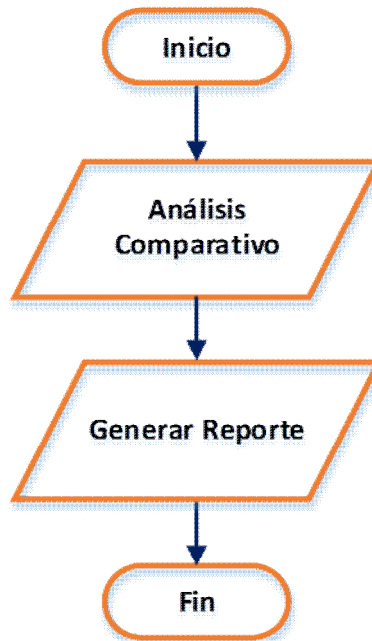 Inicio
Análisis
Comparativo
Generar Reporte
Fin